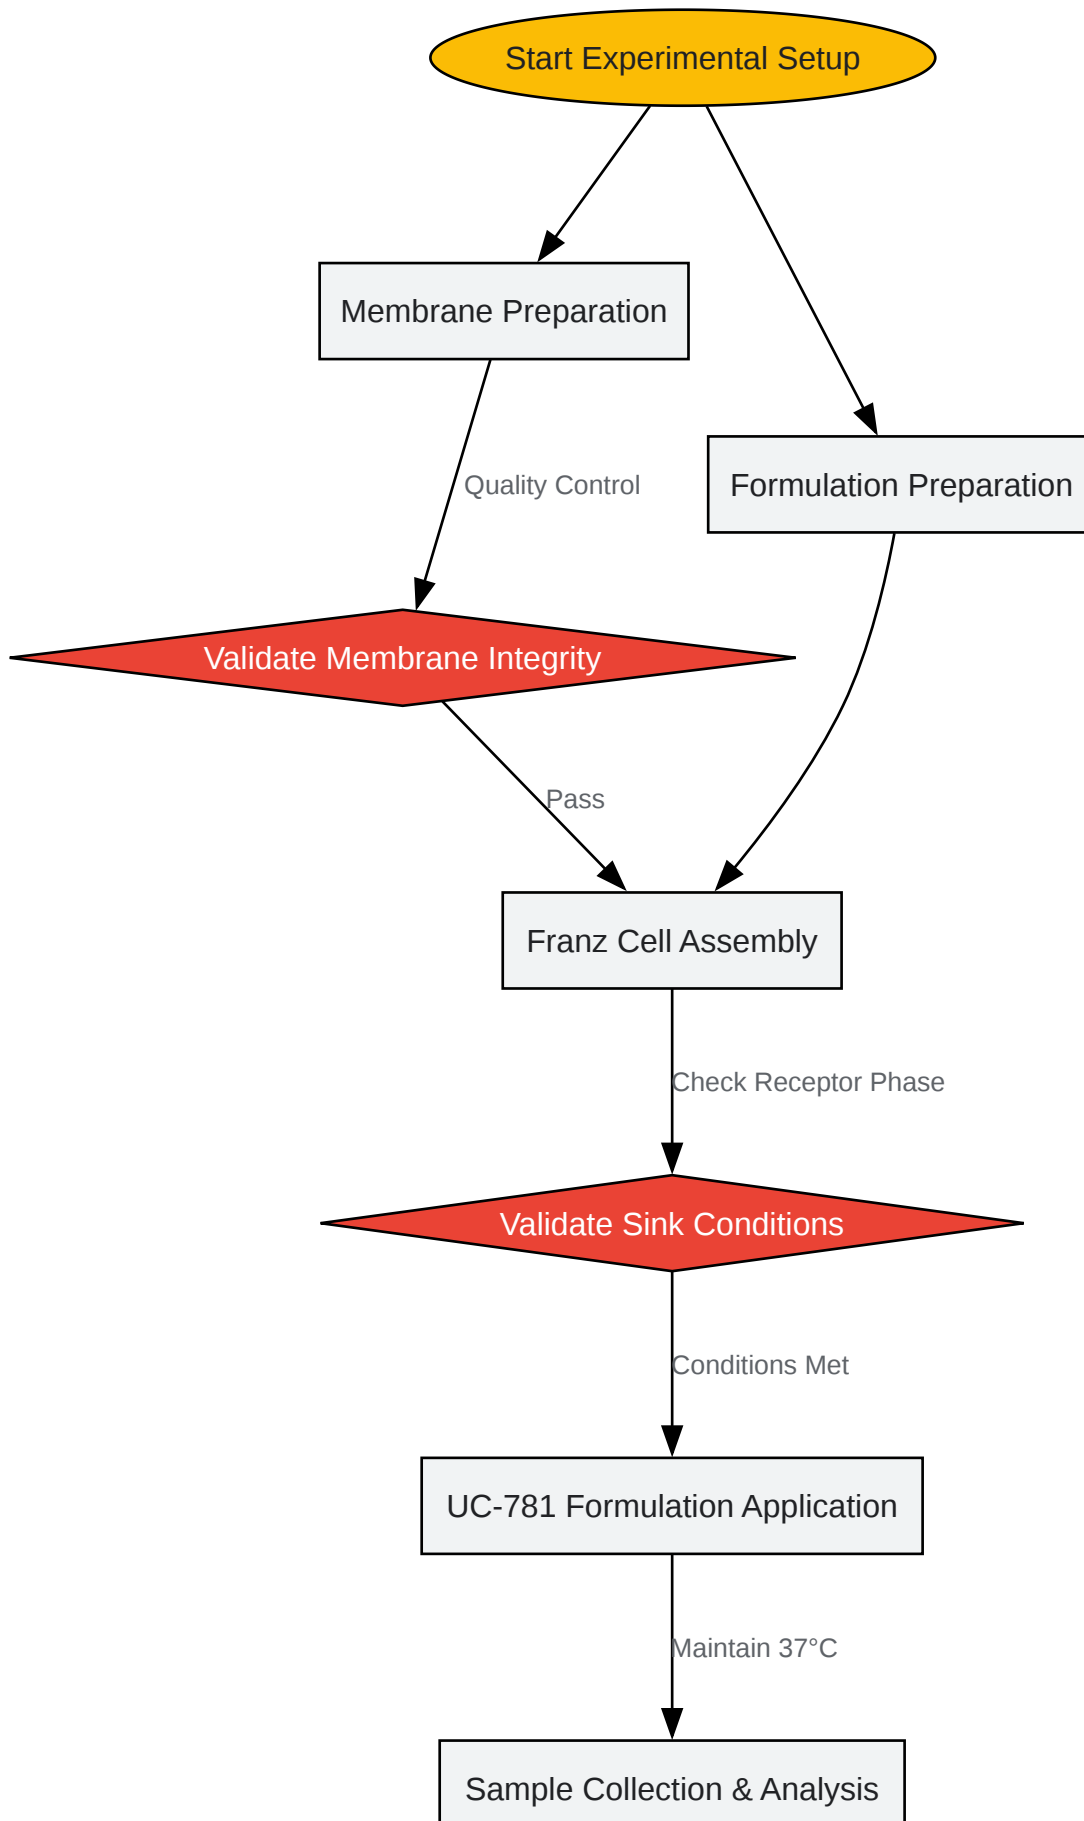 Start Experimental Setup
Membrane Preparation
Quality Control
Formulation Preparation
Validate Membrane Integrity
Pass
Franz Cell Assembly
Check Receptor Phase
Validate Sink Conditions
Conditions Met
UC-781 Formulation Application
Maintain 37°C
Sample Collection & Analysis